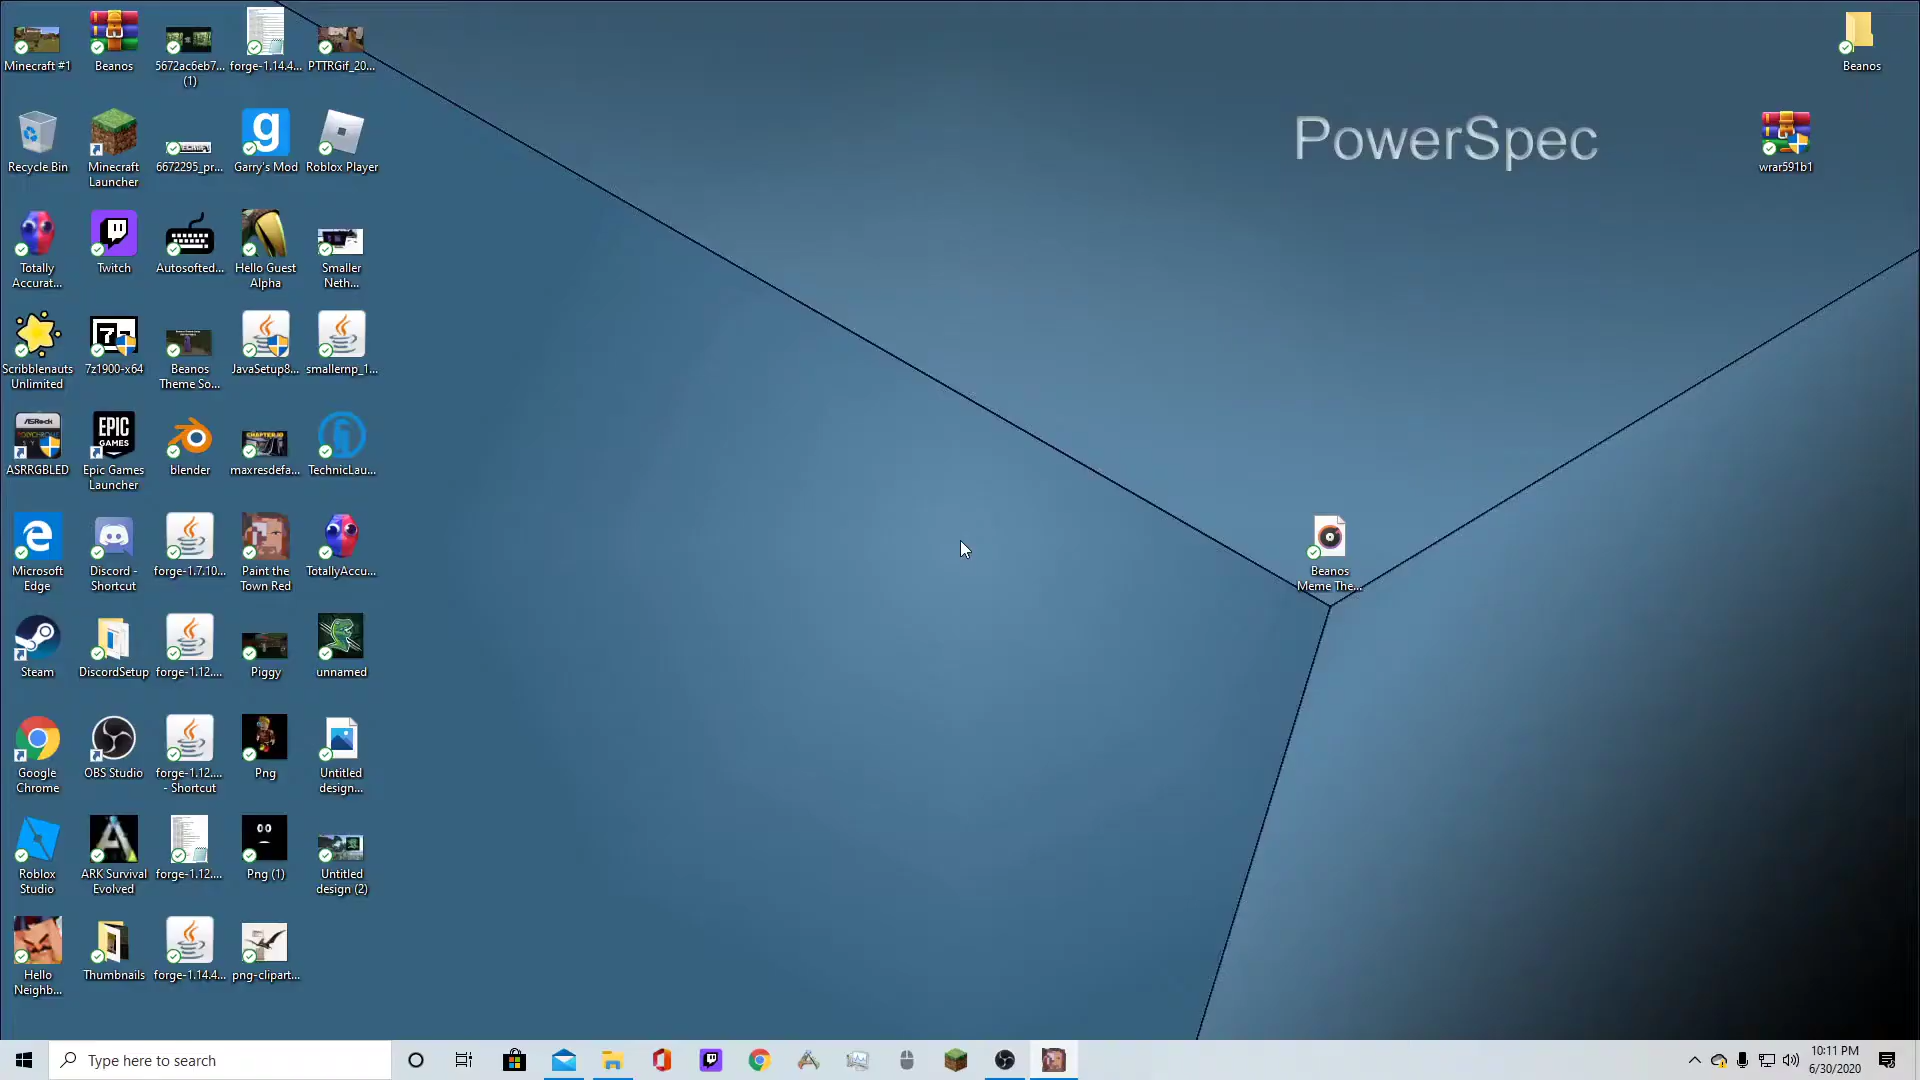 Minecraft #1
Beanos
5672ac6eb7...
(1)
forge-1.14.4...
PTTRGif_20...
Beanos
PowerSpec
Recycle Bin
Minecraft
Launcher
6672295_pr...
Garry's Mod
Roblox Player
wrar591b1
Totally
Accurat...
Twitch
Autosofted...
Hello Guest
Alpha
Smaller
Neth...
Scribblenauts
Unlimited
7z1900-x64
Beanos
Theme So...
JavaSetup8...
smallernp_1...
ASRock
ASRRGBLED
EPIC
GAMES
Epic Games
Launcher
blender
maxresdefa...
TechnicLau...
Microsoft
Edge
Discord -
Shortcut
forge-1.7.10...
Paint the
Town Red
TotallyAccu...
Beanos
Meme The...
Steam
DiscordSetup
forge-1.12....
Piggy
unnamed
Google
Chrome
OBS Studio
forge-1.12....
- Shortcut
Png
Untitled
design...
Roblox
Studio
ARK Survival
Evolved
forge-1.12....
Png (1)
Untitled
design (2)
Hello
Neighb...
Thumbnails
forge-1.14.4...
png-clipart...
Type here to search
10:11 PM
6/30/2020